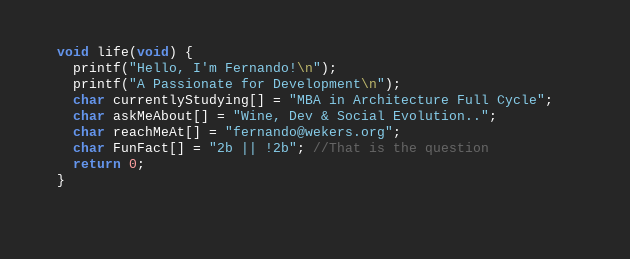 void life(void) {
  printf("Hello, I'm Fernando!\n");
  printf("A Passionate for Development\n");
  char currentlyStudying[] = "MBA in Architecture Full Cycle";
  char askMeAbout[] = "Wine, Dev & Social Evolution..";
  char reachMeAt[] = "fernando@wekers.org";
  char FunFact[] = "2b || !2b"; //That is the question
  return 0;
}